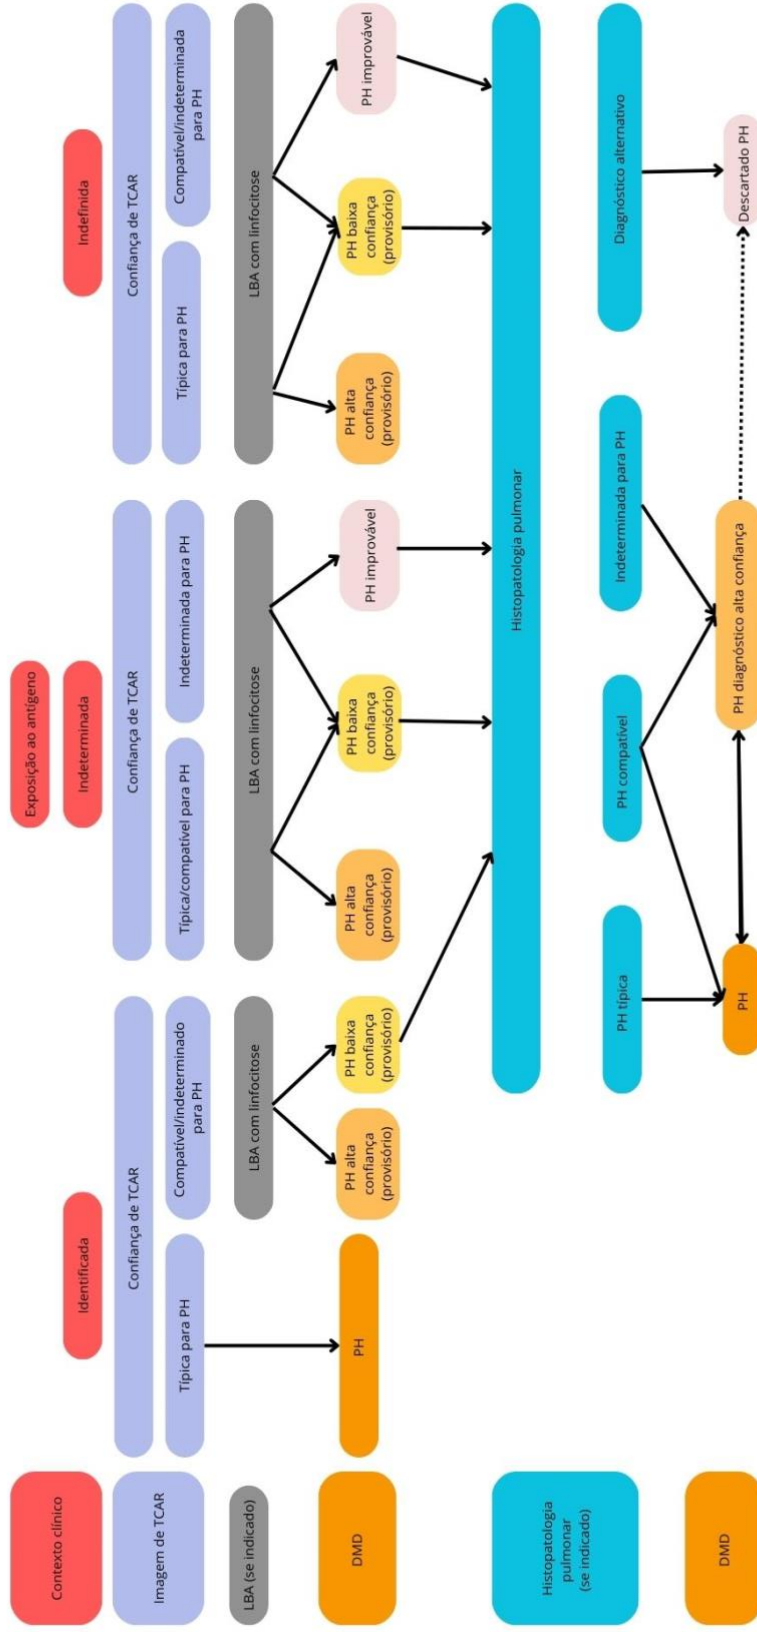 Contexto clínico
Exposição ao antígeno
Identificada
Indeterminada
Indefinida
Imagem de TCAR
Confiança de TCAR
Confiança de TCAR
Confiança de TCAR
Típica para PH
Compatível/indeterminado
para PH
Típica/compatível para PH
Indeterminada para PH
Típica para PH
Compatível/indeterminada
para PH
LBA (se indicado)
LBA com linfocitose
LBA com linfocitose
LBA com linfocitose
DMD
PH
PH alta
confiança
(provisório)
PH baixa
confiança
(provisório)
PH alta
confiança
(provisório)
PH baixa
confiança
(provisório)
PH improvável
PH alta
confiança
(provisório)
PH baixa
confiança
(provisório)
PH improvável
Histopatologia
pulmonar
(se indicado)
Histopatologia pulmonar
PH típica
PH compatível
Indeterminada para PH
Diagnóstico alternativo
DMD
PH
PH diagnóstico alta confiança
Descartado PH